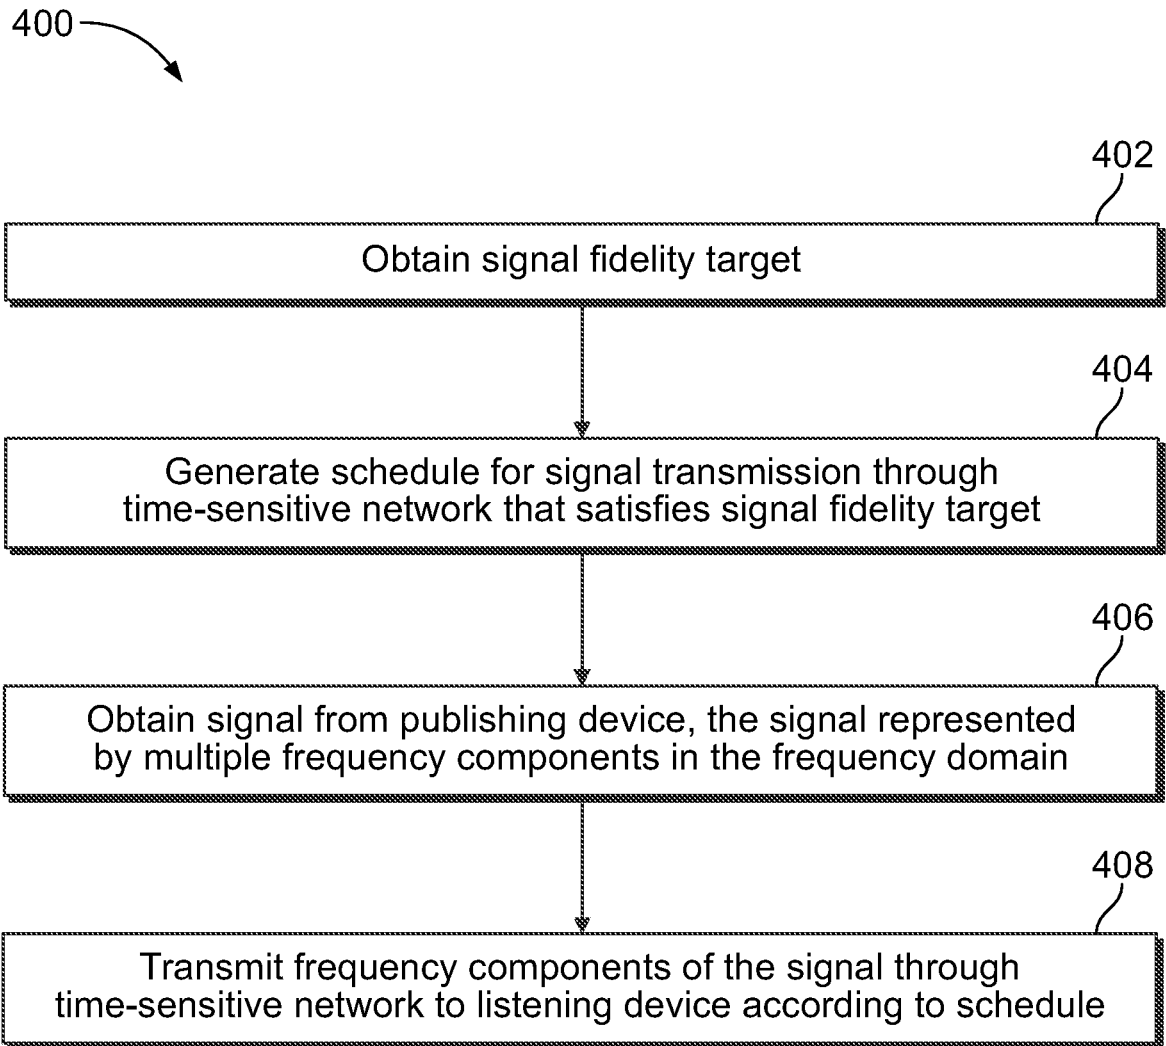 400
402
Obtain signal fidelity target
404
Generate schedule for signal transmission through
time-sensitive network that satisfies signal fidelity target
406
Obtain signal from publishing device, the signal represented
by multiple frequency components in the frequency domain
408
Transmit frequency components of the signal through
time-sensitive network to listening device according to schedule